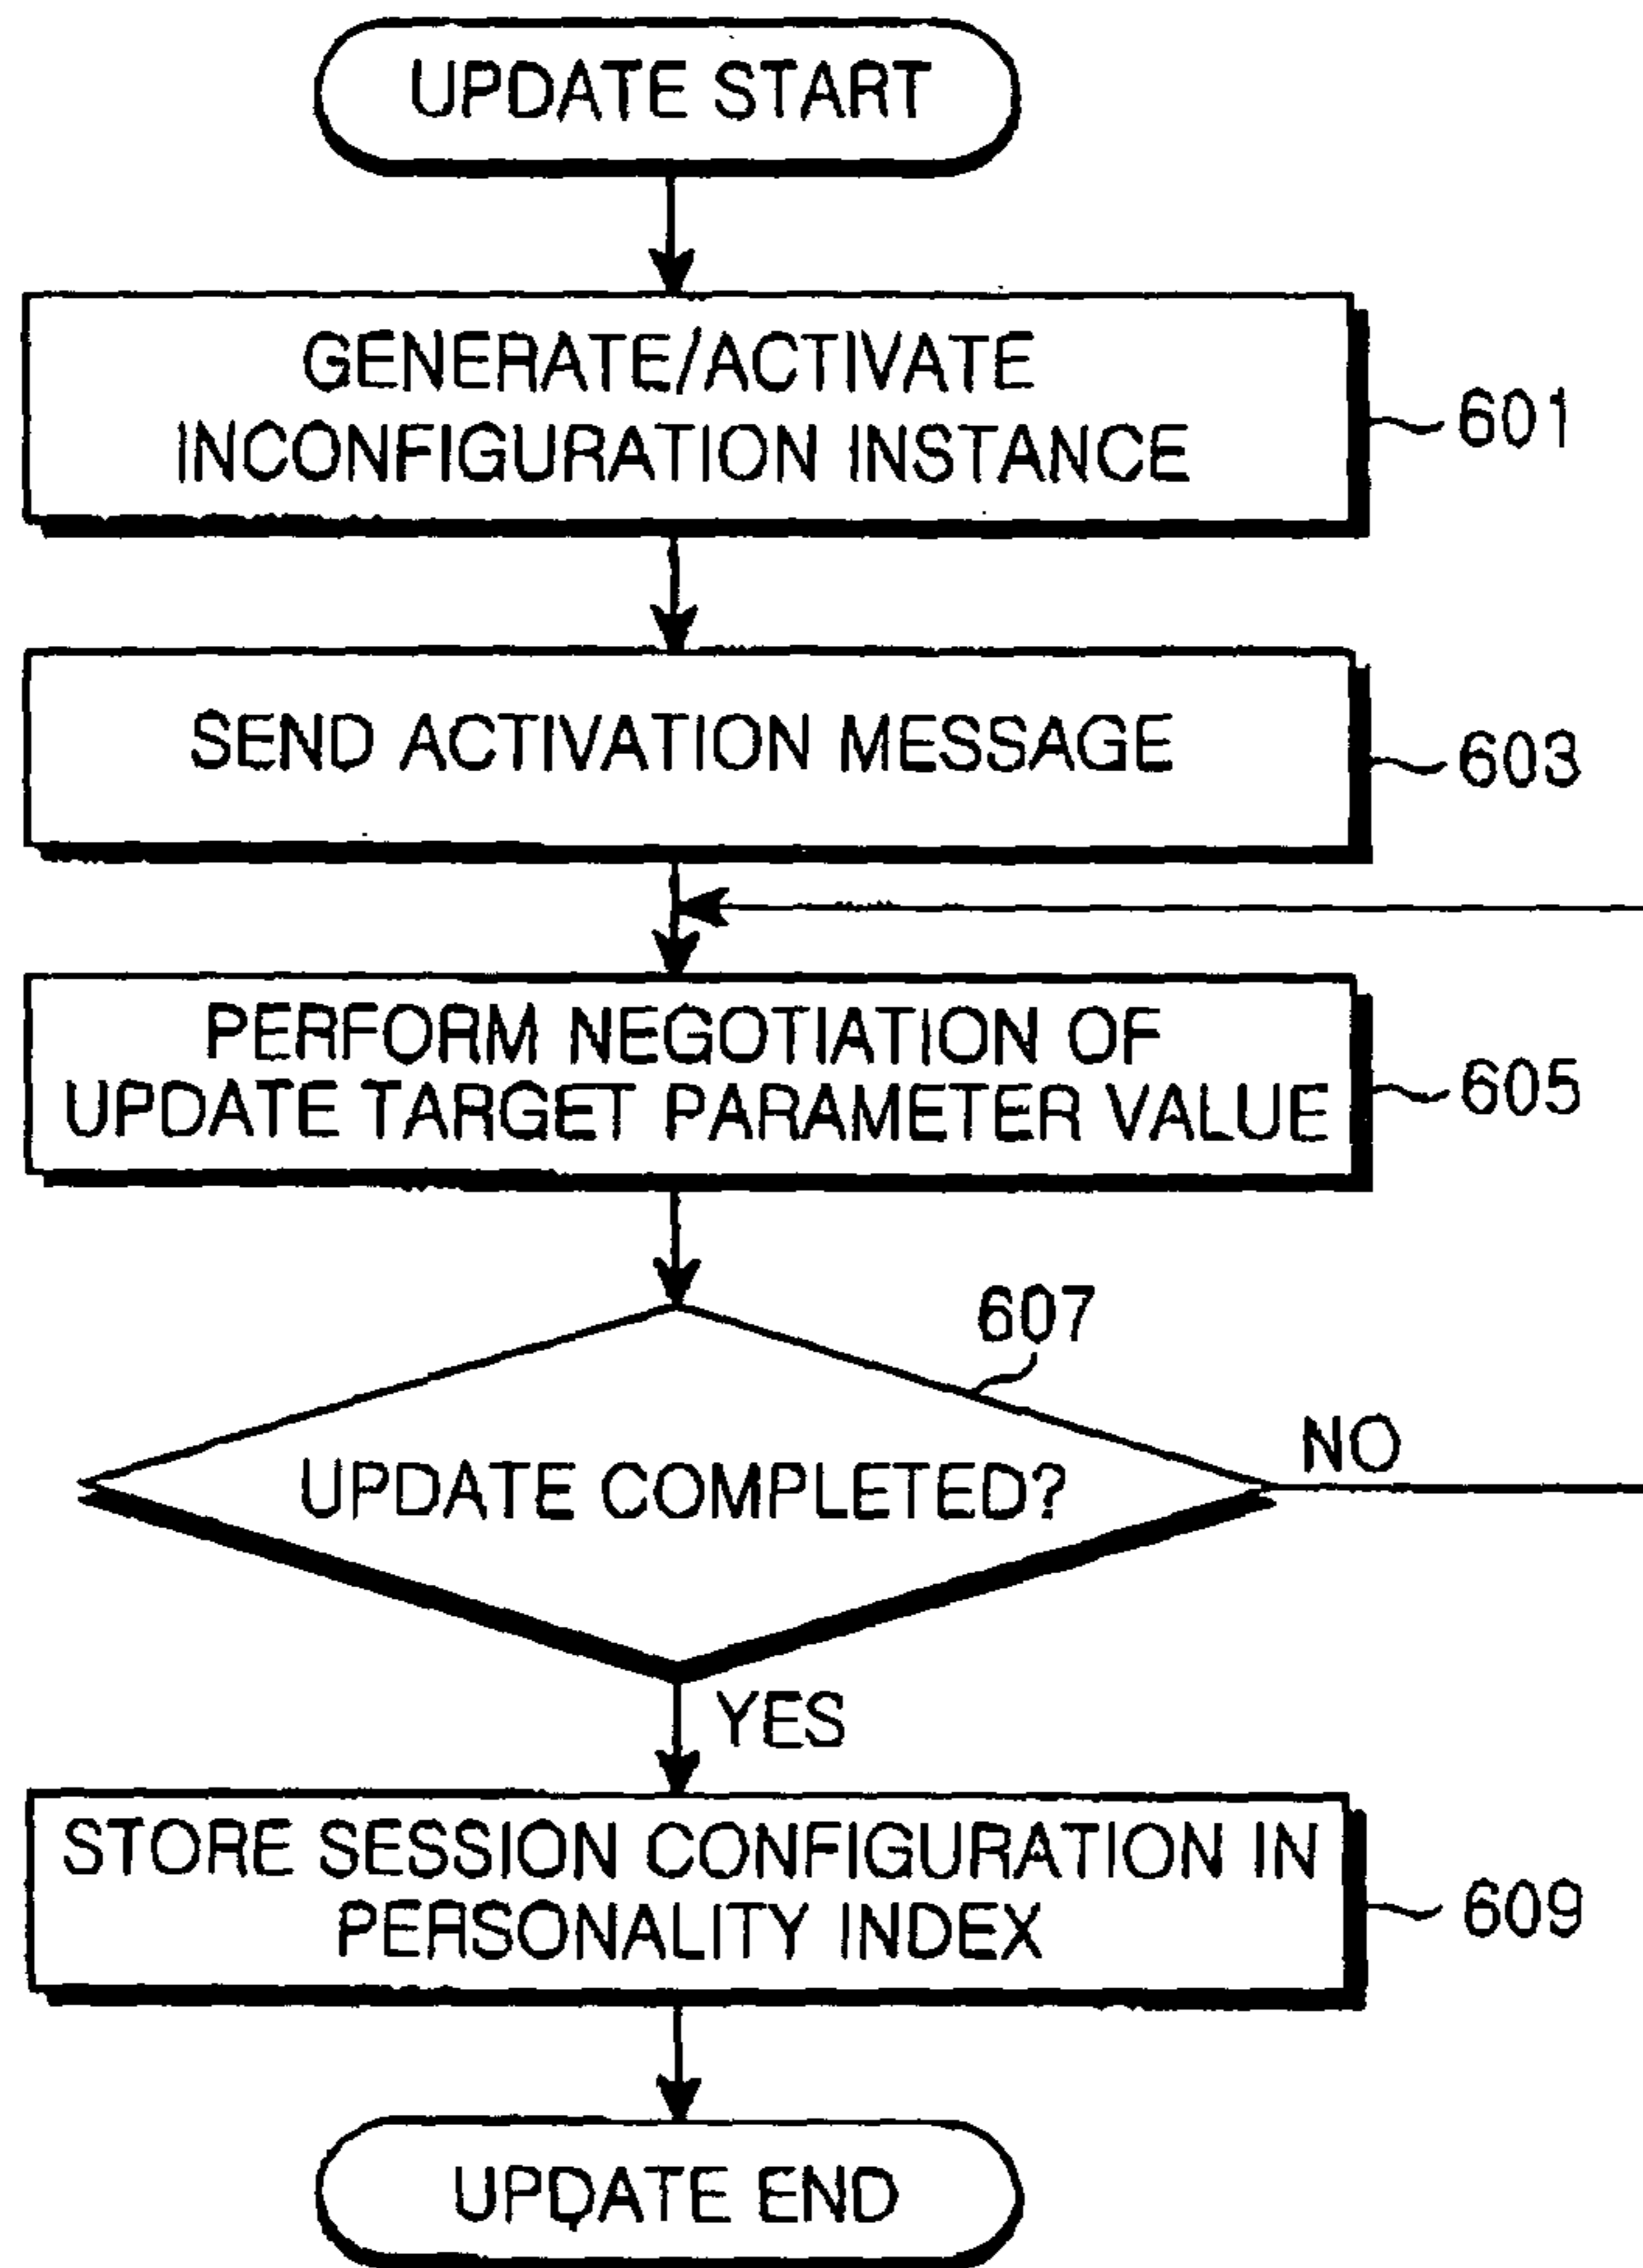 UPDATE START
GENERATE/ACTIVATE
INCONFIGURATION INSTANCE
601
SEND ACTIVATION MESSAGE
603
PERFORM NEGOTIATION OF
UPDATE TARGET PARAMETER VALUE
605
607
UPDATE COMPLETED?
NO
YES
STORE SESSION CONFIGURATION IN
PERSONALITY INDEX
609
UPDATE END